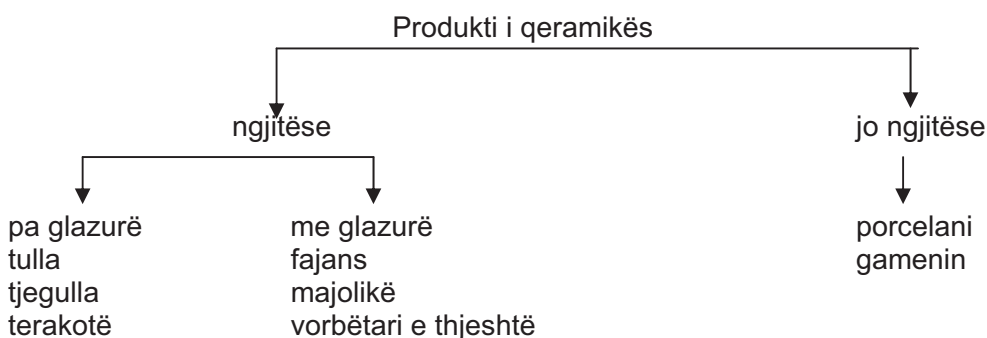 Produkti i qeramikës
ngjitëse
jo ngjitëse
pa glazurë
tulla
tjegulla
terakotë
me glazurë
fajans
majolikë
vorbëtari e thjeshtë
porcelani
gamenin